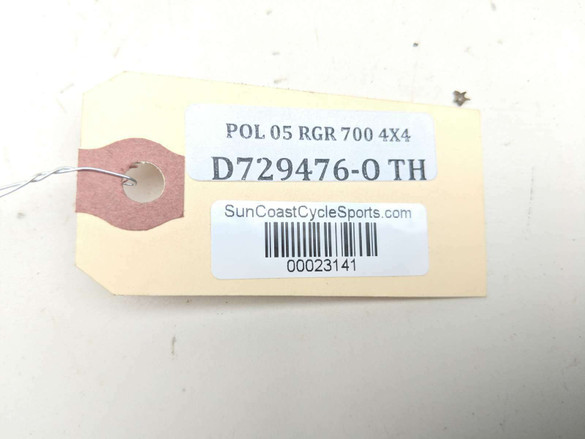 POL 05 RGR 700 4X4
D729476-O TH
SunCoastCycleSports.com
00023141